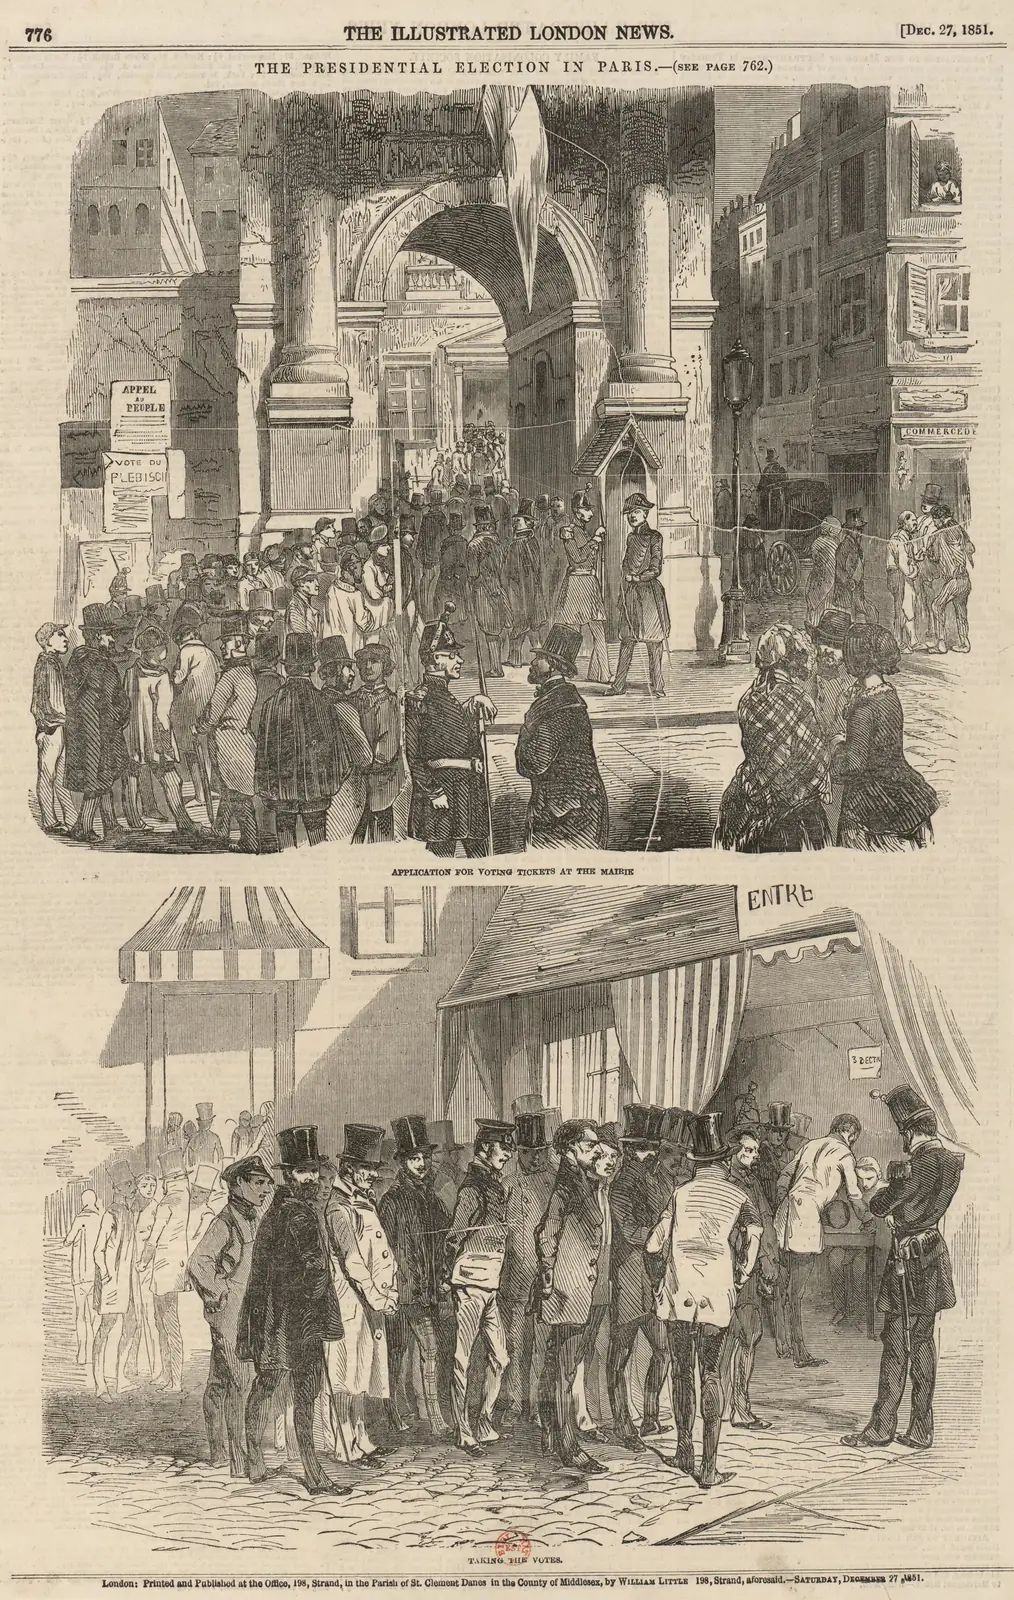 776
THE ILLUSTRATED LONDON NEWS.
[DEC. 27, 1851.
THE PRESIDENTIAL ELECTION IN PARIS.—(SEE PAGE 762.)
APPEL
AU
PEUPLE
VOTE DU
PLEBISCI
COMMERCE DE
APPLICATION FOR VOTING TICKETS AT THE MAIRIE
ENTRE
3 SECTN
TAKING THE VOTES.
London: Printed and Published at the Office, 198, Strand, in the Parish of St. Clement Danes in the County of Middlesex, by WILLIAM LITTLE 198, Strand, aforesaid.—SATURDAY, DECEMBER 27, 1851.